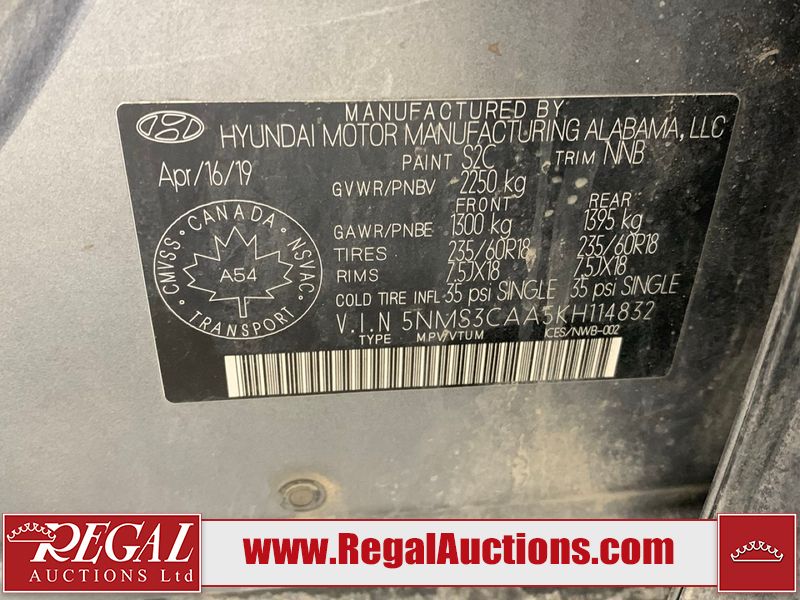 MANUFACTURED BY
HYUNDAI MOTOR MANUFACTURING ALABAMA, LLC
Apr/16/19
PAINT S2C TRIM NNB
GVWR/PNBV 2250 kg
FRONT REAR
GAWR/PNBE 1300 kg 1395 kg
TIRES 235/60R18 235/60R18
RIMS 7.5JX18 7.5JX18
COLD TIRE INFL 35 psi SINGLE 35 psi SINGLE
V.I.N 5NMS3CAA5KH114832
TYPE MPV/VTUM ICES/NWB-002
CMVSS CANADA NSVAC
A54
TRANSPORT
REGAL
AUCTIONS Ltd
www.RegalAuctions.com